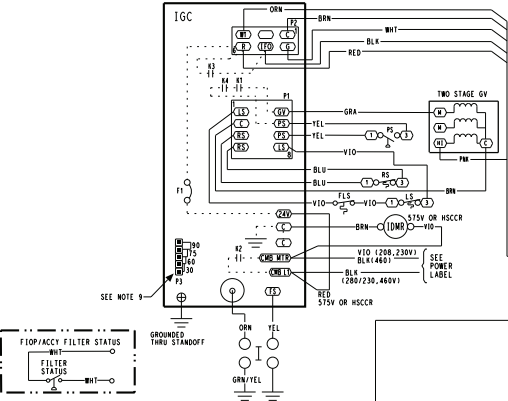 IGC
ORN
P2
BRN
1
WHT
W1
C
BLK
R
IFO
G
6
RED
K3
K4
K1
P1
TWO STAGE GV
1
LS
GV
GRA
M
C
PS
YEL
M
RS
PS
YEL
1
PS
3
RS
LS
VIO
HI
C
8
PNK
BLU
RS
BLU
1
3
BRN
F1
FLS
LS
VIO
VIO
1
3
24V
575V OR HSCCR
C
BRN
IDMR
VIO
C
90
75
60
30
K2
CMB MTR
VIO (208,230V)
BLK(460)
SEE
POWER
LABEL
CMB L1
BLK
(280/230,460V)
P3
SEE NOTE 9
FS
RED
575V OR HSCCR
GROUNDED
THRU STANDOFF
ORN
YEL
GRN/YEL
FIOP/ACCY FILTER STATUS
WHT
FILTER
STATUS
WHT